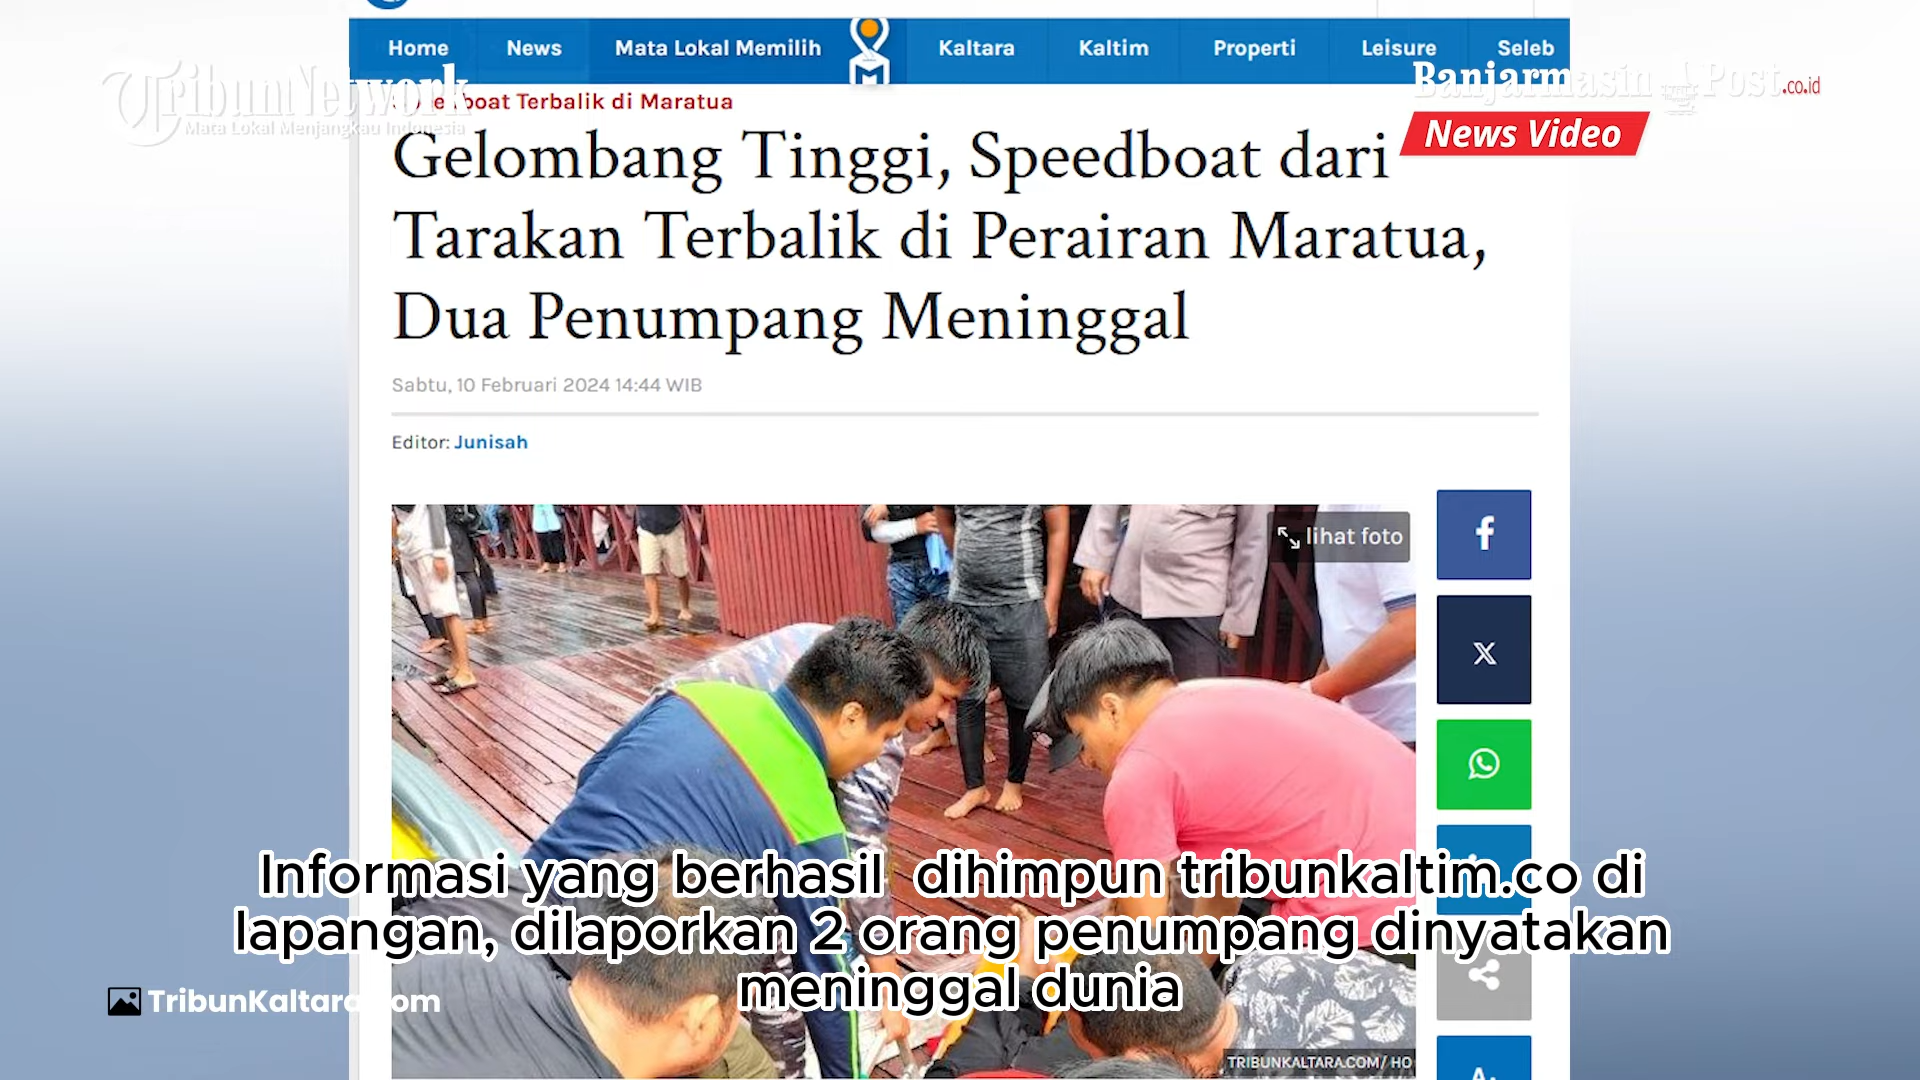 Home News Mata Lokal Memilih Kaltara Kaltim Properti Leisure Seleb
TribunNetwork
Mata Lokal Menjangkau Indonesia
Banjarmasin Post.co.id
News Video
boat Terbalik di Maratua
Gelombang Tinggi, Speedboat dari
Tarakan Terbalik di Perairan Maratua,
Dua Penumpang Meninggal
Sabtu, 10 Februari 2024 14:44 WIB
Editor: Junisah
lihat foto
Informasi yang berhasil dihimpun tribunkaltim.co di
lapangan, dilaporkan 2 orang penumpang dinyatakan
meninggal dunia
TribunKaltara.com
TRIBUNKALTARA.COM/ HO